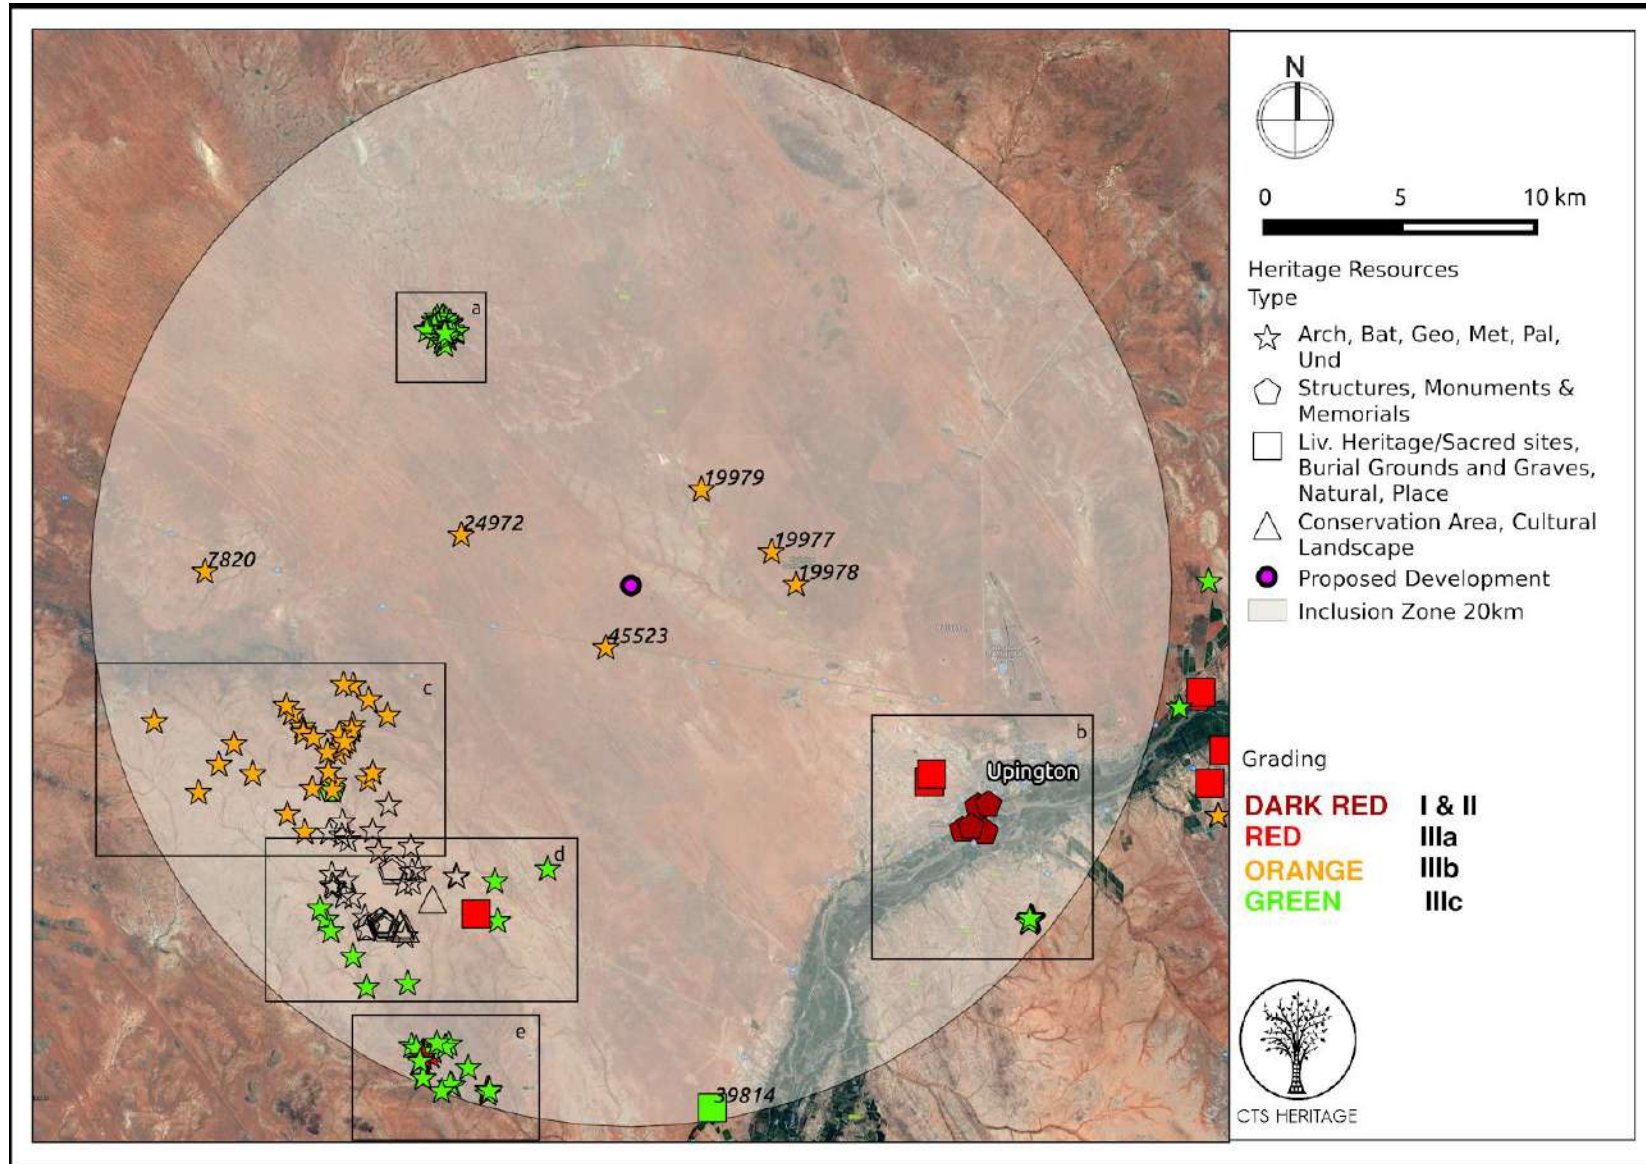 a
19979
24972
19977
7820
19978
45523
c
b
Upington
d
e
39814
N
0 5 10 km
Heritage Resources
Type
Arch, Bat, Geo, Met, Pal,
Und
Structures, Monuments &
Memorials
Liv. Heritage/Sacred sites,
Burial Grounds and Graves,
Natural, Place
Conservation Area, Cultural
Landscape
Proposed Development
Inclusion Zone 20km
Grading
DARK RED I & II
RED IIIa
ORANGE IIIb
GREEN IIIc
CTS HERITAGE